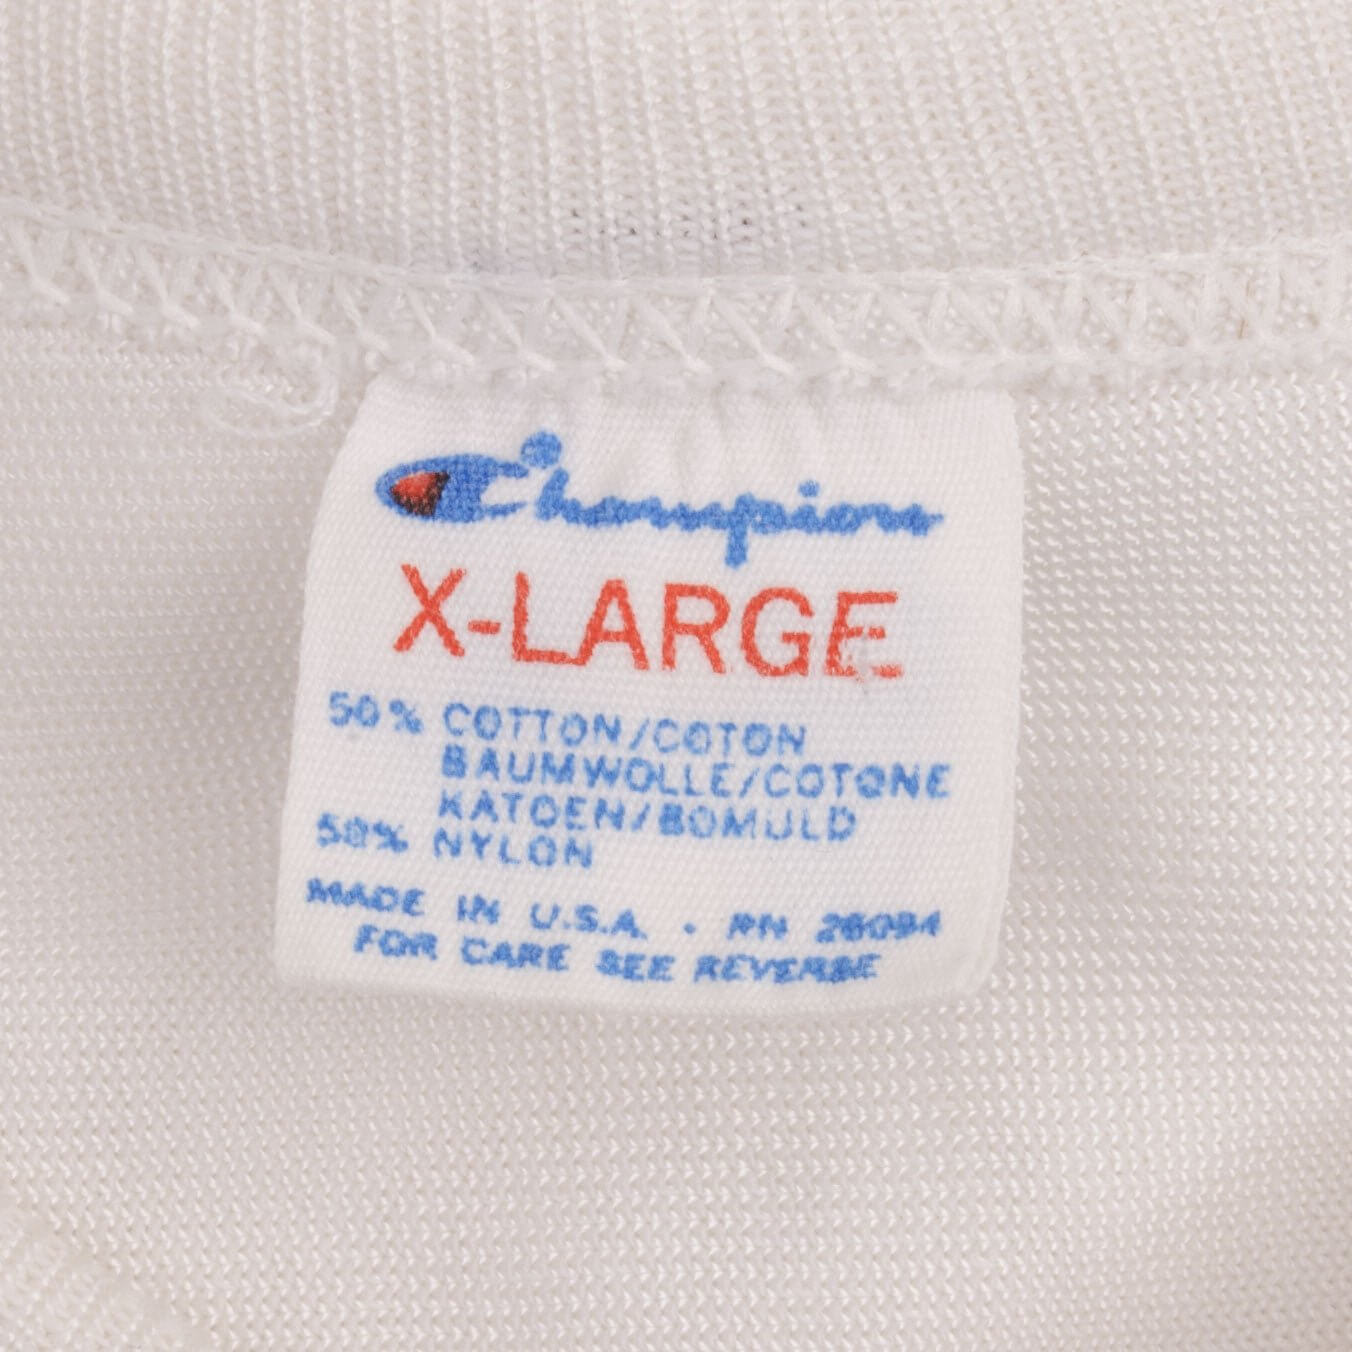 Champion
X-LARGE
50% COTTON/COTON
BAUMWOLLE/COTONE
KATOEN/BOMULD
50% NYLON
MADE IN U.S.A. · RN 26094
FOR CARE SEE REVERSE